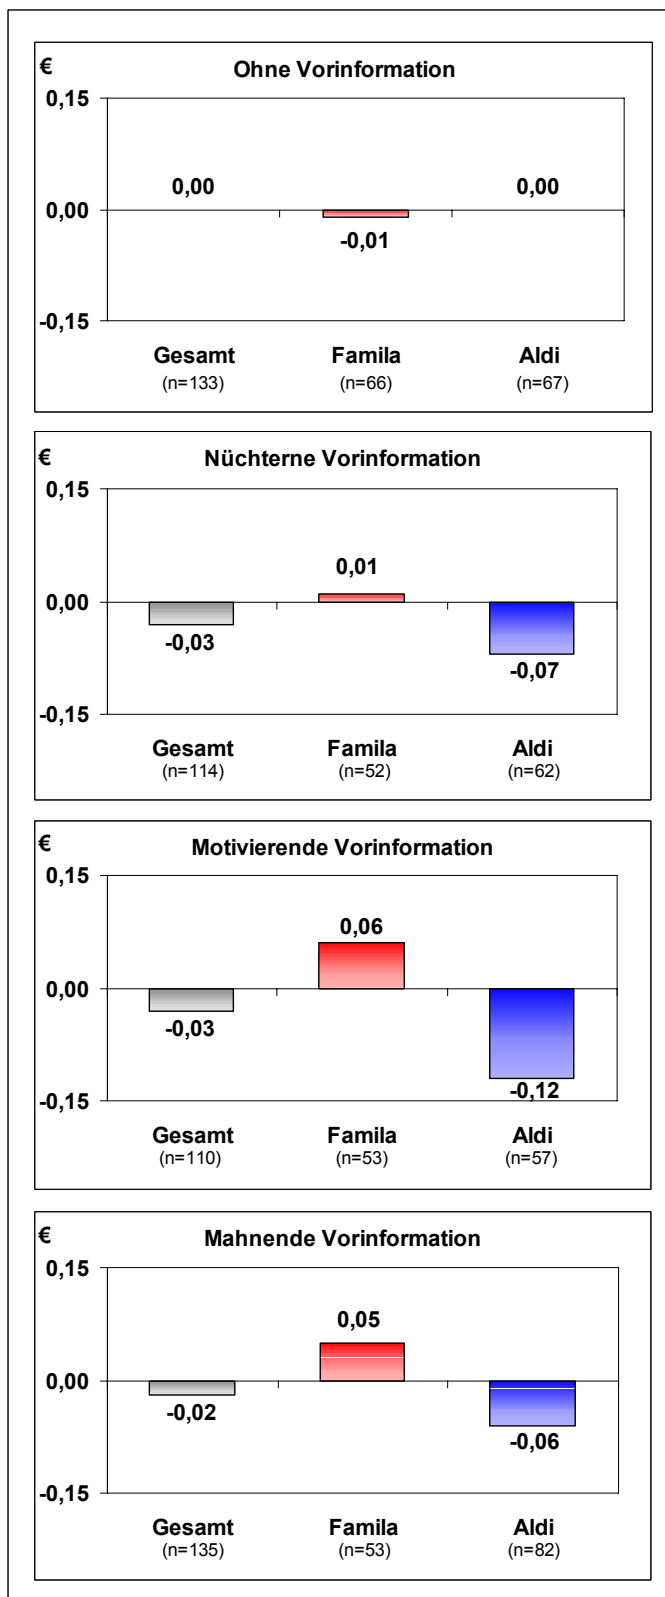 €
Ohne Vorinformation
0,15
0,00 0,00
0,00
-0,01
-0,15
Gesamt Famila Aldi
(n=133) (n=66) (n=67)
€
Nüchterne Vorinformation
0,15
0,01
0,00
-0,03
-0,07
-0,15
Gesamt Famila Aldi
(n=114) (n=52) (n=62)
€
Motivierende Vorinformation
0,15
0,06
0,00
-0,03
-0,12
-0,15
Gesamt Famila Aldi
(n=110) (n=53) (n=57)
€
Mahnende Vorinformation
0,15
0,05
0,00
-0,02
-0,06
-0,15
Gesamt Famila Aldi
(n=135) (n=53) (n=82)